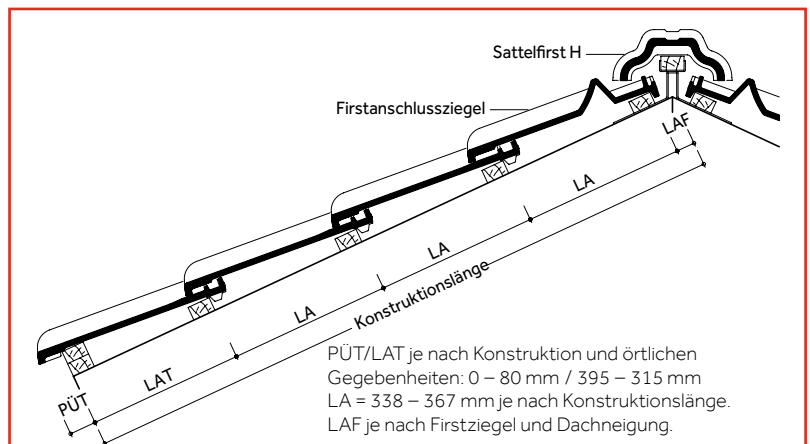 Sattelfirst H
Firstanschlussziegel
LAF
LA
LA
LA
Konstruktionslänge
LAT
PÜT
PÜT/LAT je nach Konstruktion und örtlichen
Gegebenheiten: 0 – 80 mm / 395 – 315 mm
LA = 338 – 367 mm je nach Konstruktionslänge.
LAF je nach Firstziegel und Dachneigung.